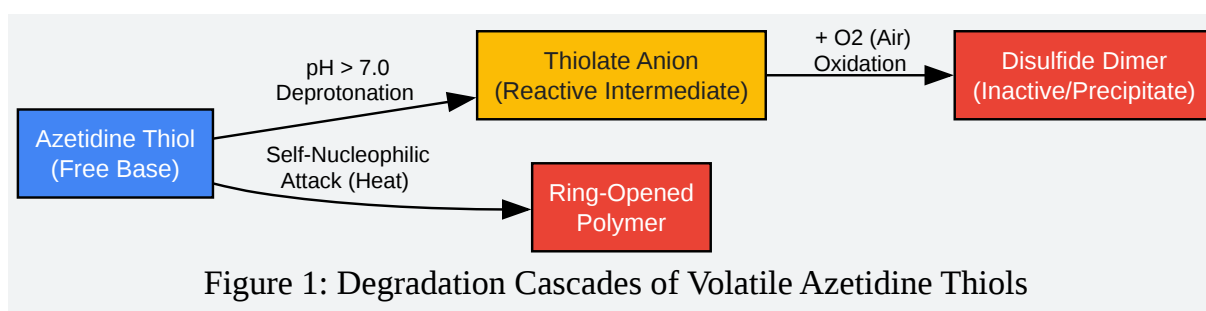 Azetidine Thiol
(Free Base)
pH > 7.0
Deprotonation
Self-Nucleophilic
Attack (Heat)
Thiolate Anion
(Reactive Intermediate)
Ring-Opened
Polymer
+ O2 (Air)
Oxidation
Disulfide Dimer
(Inactive/Precipitate)
Figure 1: Degradation Cascades of Volatile Azetidine Thiols